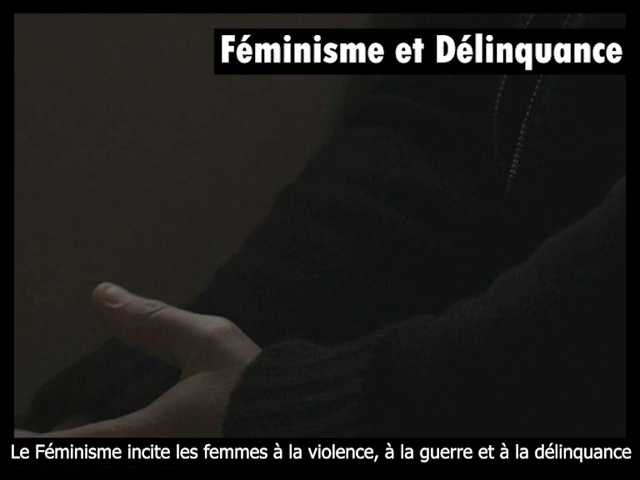 Féminisme et Délinquance
Le Féminisme incite les femmes à la violence, à la guerre et à la délinquance